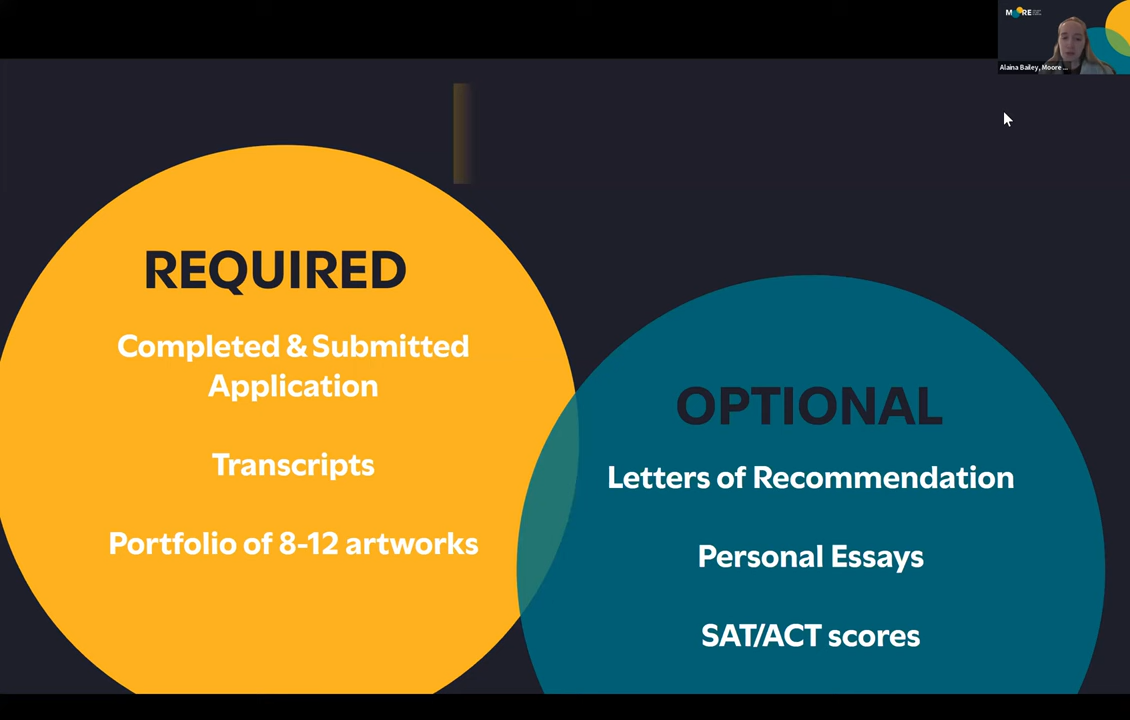 MOORE
Alaina Bailey, Moore ...
REQUIRED
Completed & Submitted
Application
Transcripts
Portfolio of 8-12 artworks
OPTIONAL
Letters of Recommendation
Personal Essays
SAT/ACT scores